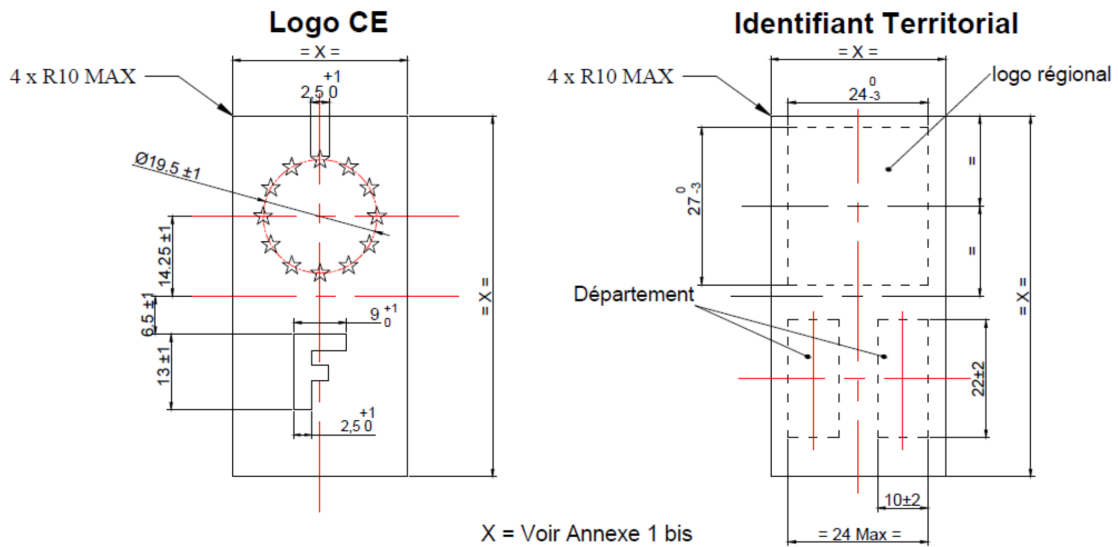 Logo CE
Identifiant Territorial
= X =
= X =
4 x R10 MAX
4 x R10 MAX
logo régional
2,5 +1 0
24 0 -3
Ø19.5 ±1
27 0 -3
=
=
14.25 ±1
6.5 ±1
13 ±1
9 +1 0
2,5 +1 0
= X =
= X =
Département
22±2
10±2
= 24 Max =
X = Voir Annexe 1 bis